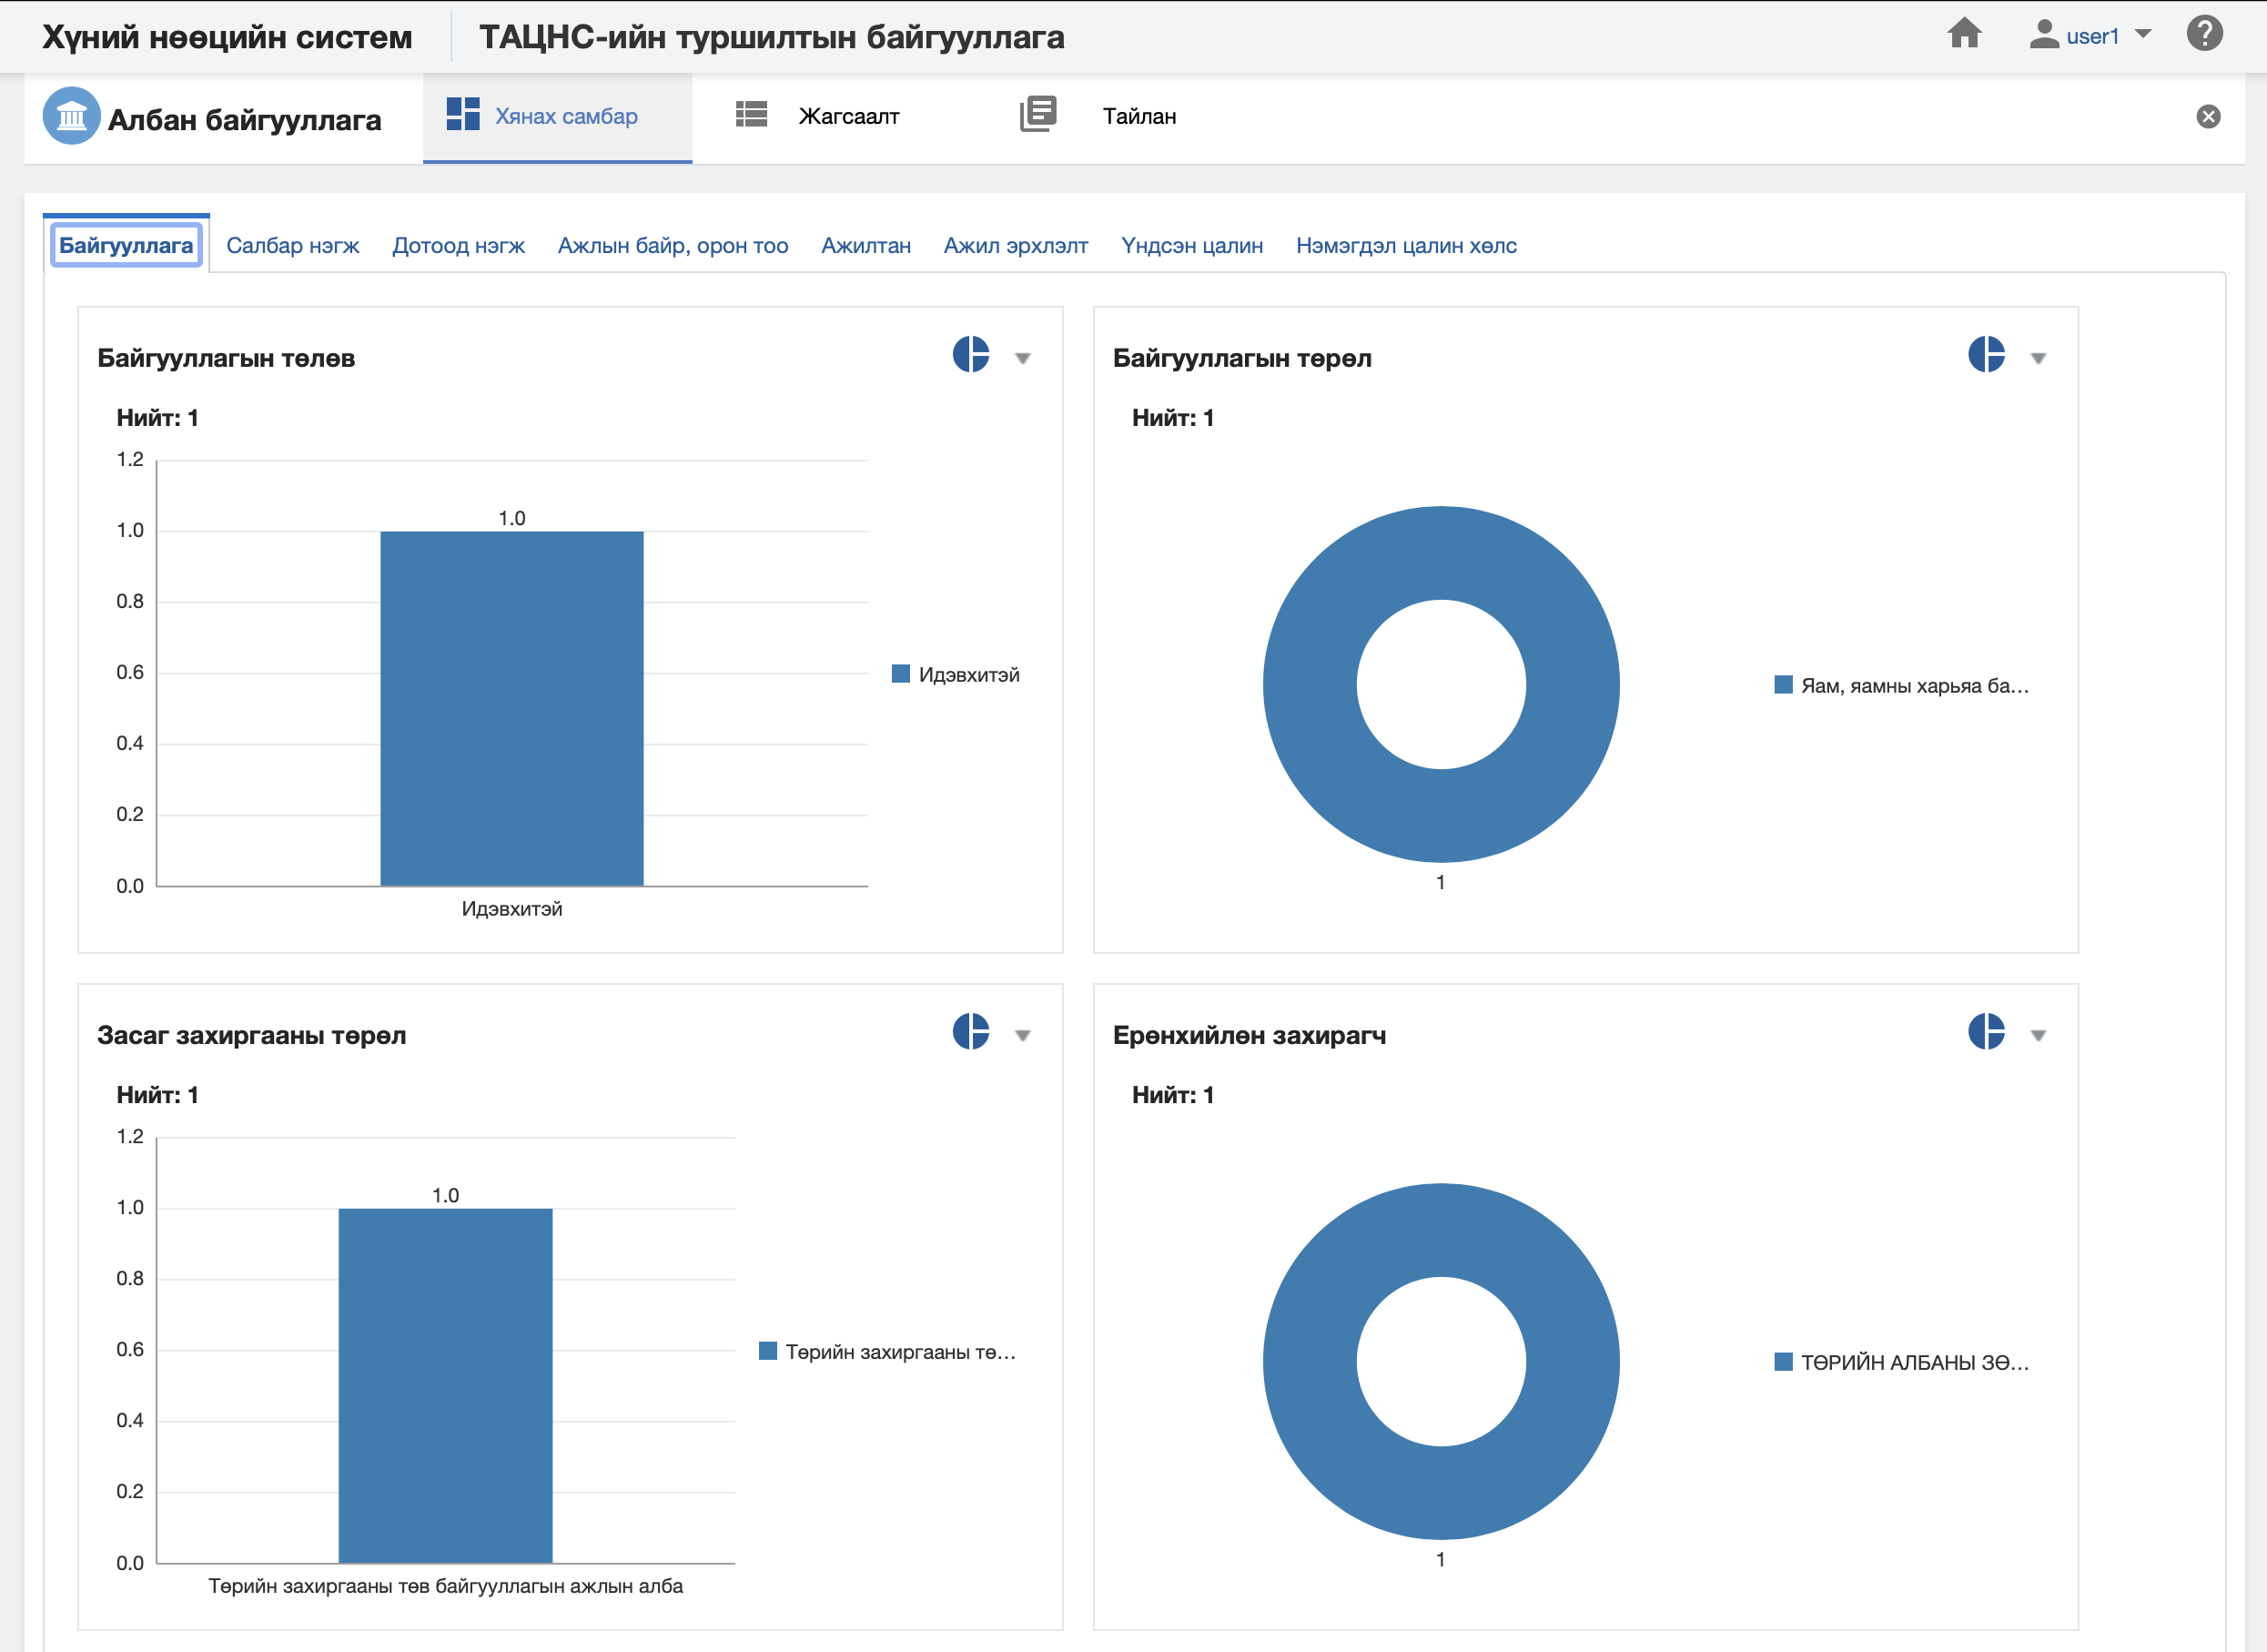 Хүний нөөцийн систем
ТАЦНС-ийн туршилтын байгууллага
user1
Албан байгууллага
Хянах самбар
Жагсаалт
Тайлан
Байгууллага
Салбар нэгж
Дотоод нэгж
Ажлын байр, орон тоо
Ажилтан
Ажил эрхлэлт
Үндсэн цалин
Нэмэгдэл цалин хөлс
Байгууллагын төлөв
Нийт: 1
1.2
1.0
0.8
0.6
0.4
0.2
0.0
1.0
Идэвхитэй
Идэвхитэй
Байгууллагын төрөл
Нийт: 1
1
Яам, яамны харьяа ба...
Засаг захиргааны төрөл
Нийт: 1
1.2
1.0
0.8
0.6
0.4
0.2
0.0
1.0
Төрийн захиргааны төв байгууллагын ажлын алба
Төрийн захиргааны тө...
Ерөнхийлөн захирагч
Нийт: 1
1
ТӨРИЙН АЛБАНЫ ЗӨ...